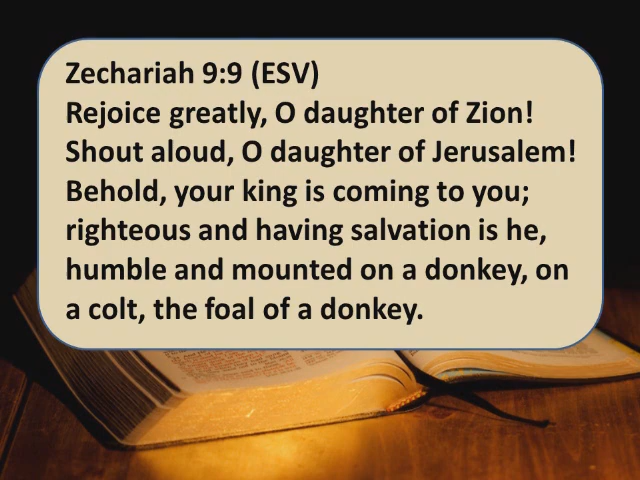 Zechariah 9:9 (ESV)
Rejoice greatly, O daughter of Zion!
Shout aloud, O daughter of Jerusalem!
Behold, your king is coming to you;
righteous and having salvation is he,
humble and mounted on a donkey, on
a colt, the foal of a donkey.